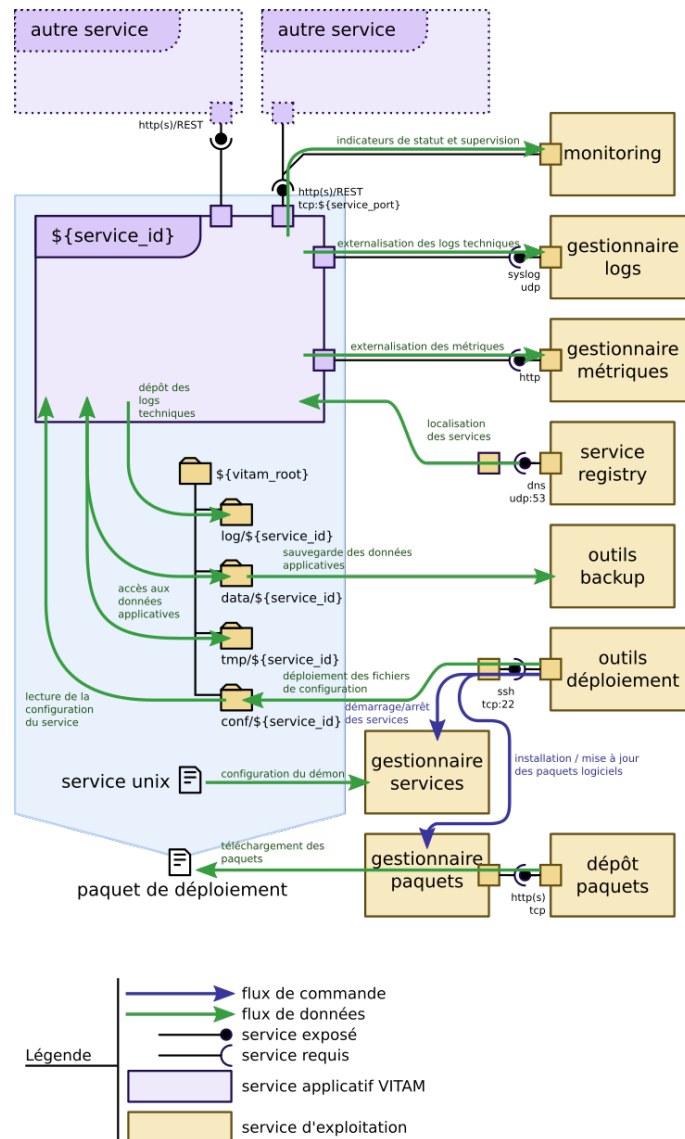 autre service
autre service
http(s)/REST
indicateurs de statut et supervision
monitoring
http(s)/REST
tcp:${service_port}
${service_id}
externalisation des logs techniques
gestionnaire
logs
syslog
udp
externalisation des métriques
gestionnaire
métriques
http
dépôt des
logs
techniques
localisation
des services
service
registry
dns
udp:53
${vitam_root}
log/${service_id}
sauvegarde des données
applicatives
outils
backup
accès aux
données
applicatives
data/${service_id}
tmp/${service_id}
déploiement des fichiers
de configuration
outils
déploiement
ssh
tcp:22
lecture de la
configuration
du service
conf/${service_id}
démarrage/arrêt
des services
gestionnaire
services
installation / mise à jour
des paquets logiciels
service unix
configuration du démon
téléchargement des
paquets
gestionnaire
paquets
dépôt
paquets
http(s)
tcp
paquet de déploiement
Légende
flux de commande
flux de données
service exposé
service requis
service applicatif VITAM
service d'exploitation